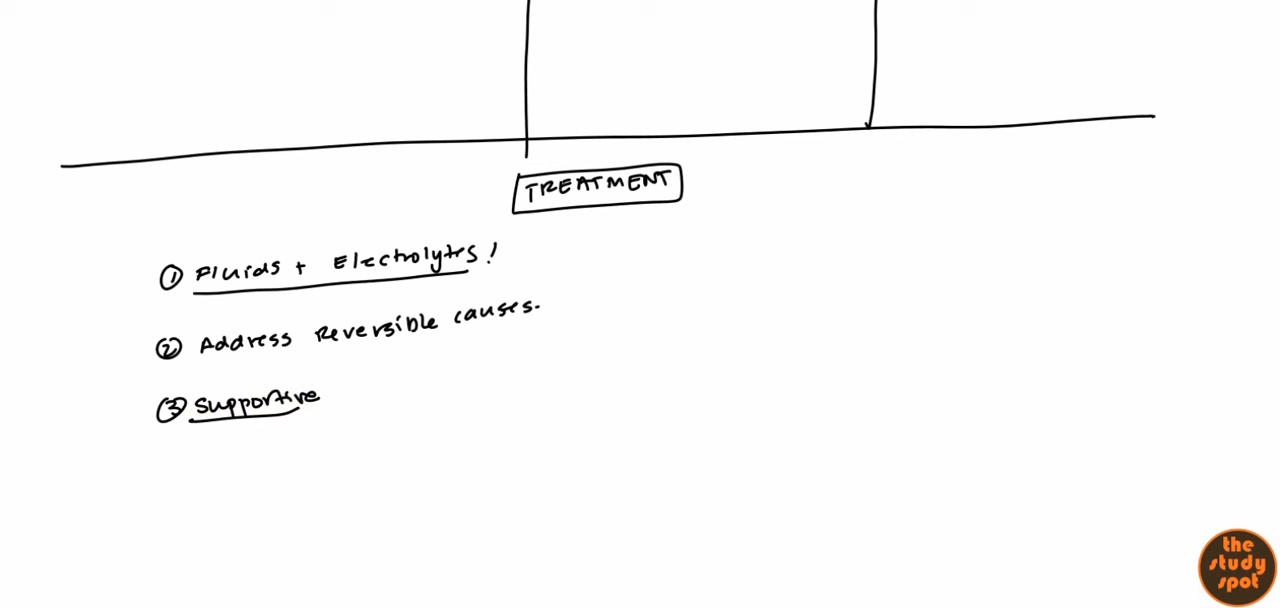 TREATMENT
① Fluids + Electrolytes!
② Address Reversible causes.
③ Supportive
the
study
spot